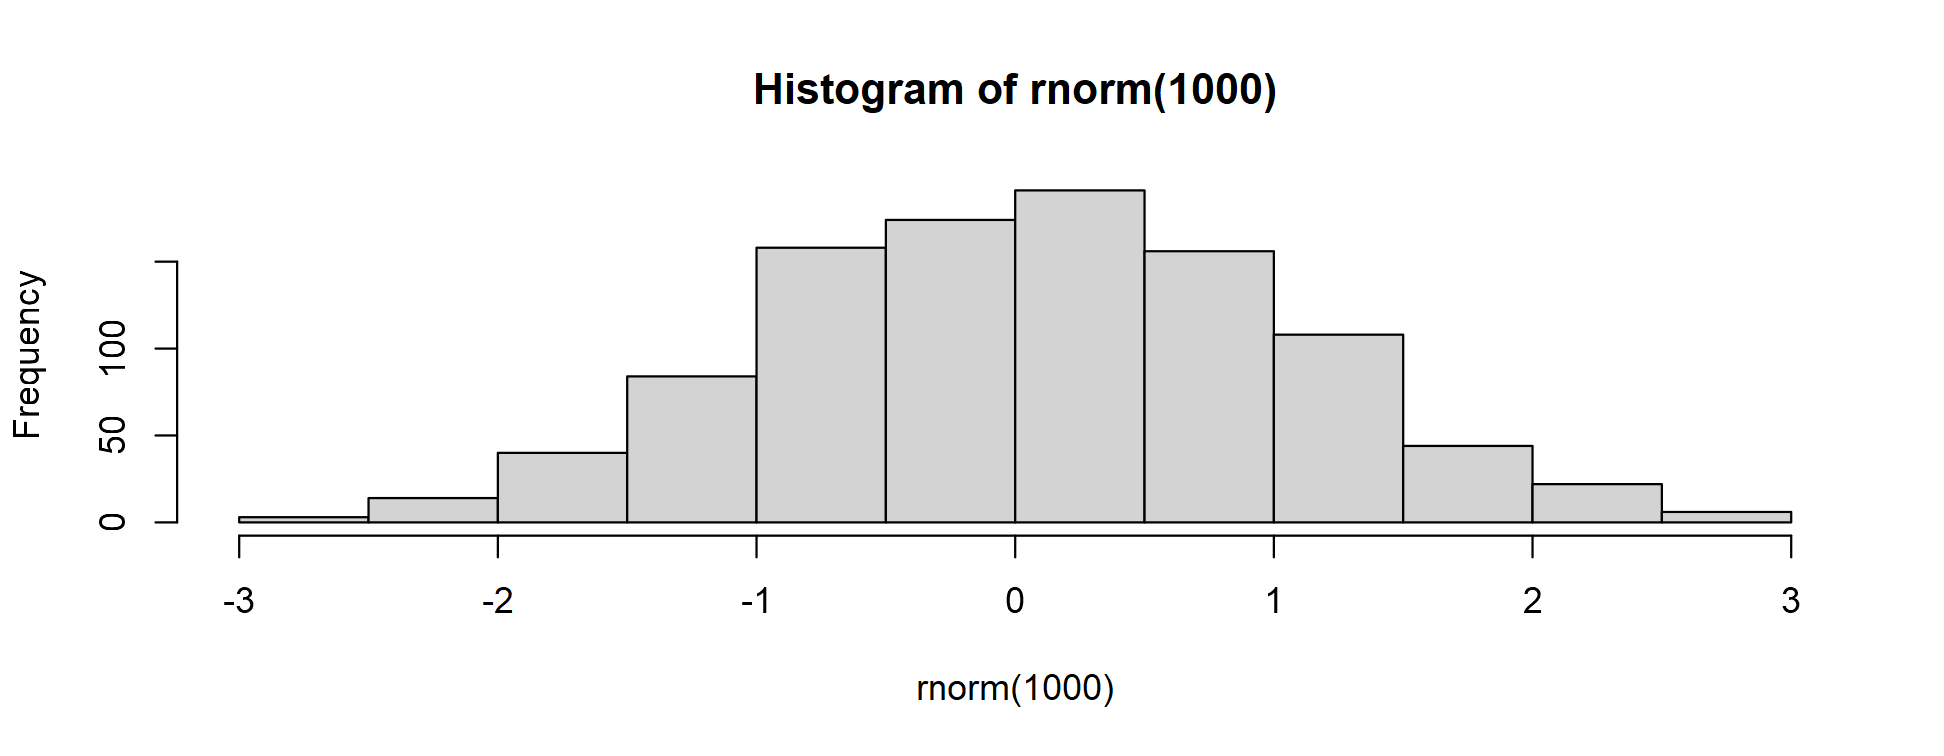 Histogram of rnorm(1000)
Frequency
100
50
0
-3 -2 -1 0 1 2 3
rnorm(1000)